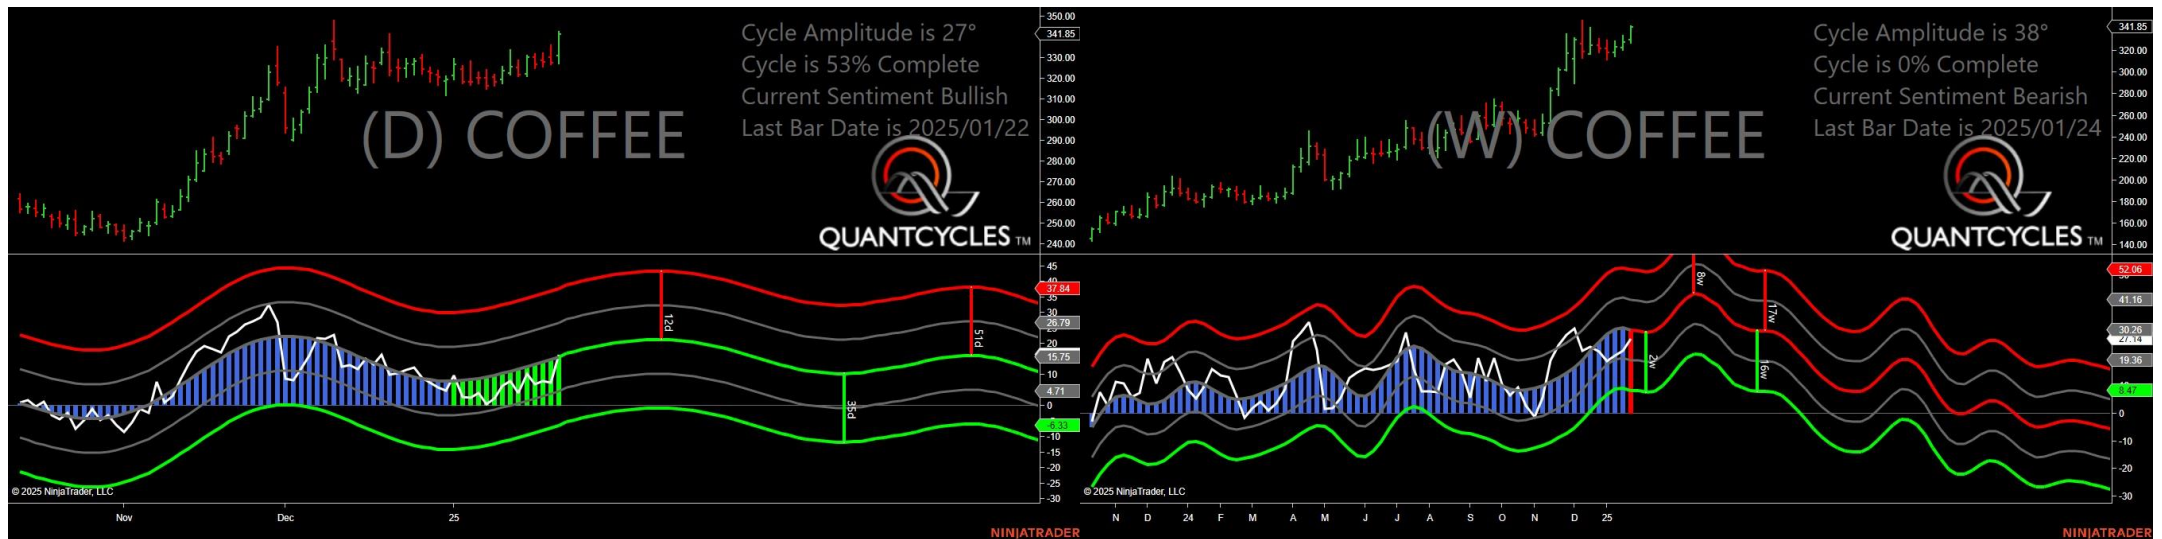 Cycle Amplitude is 27°
Cycle is 53% Complete
Current Sentiment Bullish
Last Bar Date is 2025/01/22
(D) COFFEE
QUANTCYCLES TM
350.00
341.85
330.00
320.00
310.00
300.00
290.00
280.00
270.00
260.00
250.00
240.00
45
37.84
35
30
26.79
20
15.75
10
4.71
0
-6.33
-10
-15
-20
-25
-30
12d
35d
51d
© 2025 NinjaTrader, LLC
Nov
Dec
25
NINJATRADER
Cycle Amplitude is 38°
Cycle is 0% Complete
Current Sentiment Bearish
Last Bar Date is 2025/01/24
(W) COFFEE
QUANTCYCLES TM
341.85
320.00
300.00
280.00
260.00
240.00
220.00
200.00
180.00
160.00
140.00
52.06
41.16
30.26
27.14
19.36
8.47
0
-10
-20
-30
2w
8w
16w
17w
© 2025 NinjaTrader, LLC
N D 24 F M A M J J A S O N D 25
NINJATRADER